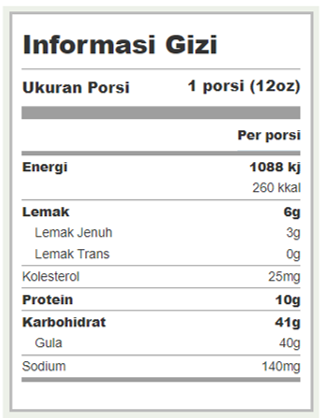 Informasi Gizi
Ukuran Porsi 1 porsi (12oz)
Per porsi
Energi 1088 kj
260 kkal
Lemak 6g
Lemak Jenuh 3g
Lemak Trans 0g
Kolesterol 25mg
Protein 10g
Karbohidrat 41g
Gula 40g
Sodium 140mg